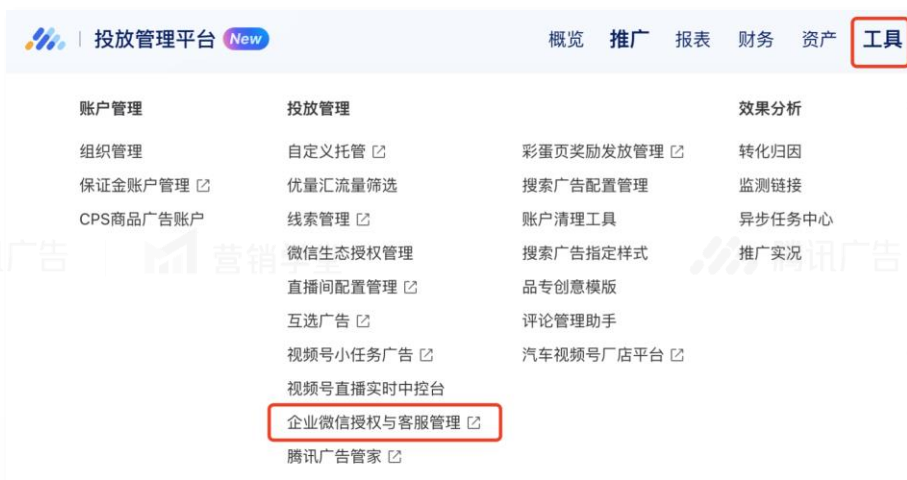 投放管理平台 New
概览 推广 报表 财务 资产 工具
账户管理
组织管理
保证金账户管理
CPS商品广告账户
投放管理
自定义托管
优量汇流量筛选
线索管理
微信生态授权管理
直播间配置管理
互选广告
视频号小任务广告
视频号直播实时中控台
企业微信授权与客服管理
腾讯广告管家
彩蛋页奖励发放管理
搜索广告配置管理
账户清理工具
搜索广告指定样式
品专创意模版
评论管理助手
汽车视频号厂店平台
效果分析
转化归因
监测链接
异步任务中心
推广实况
广告
营销学堂
腾讯广告